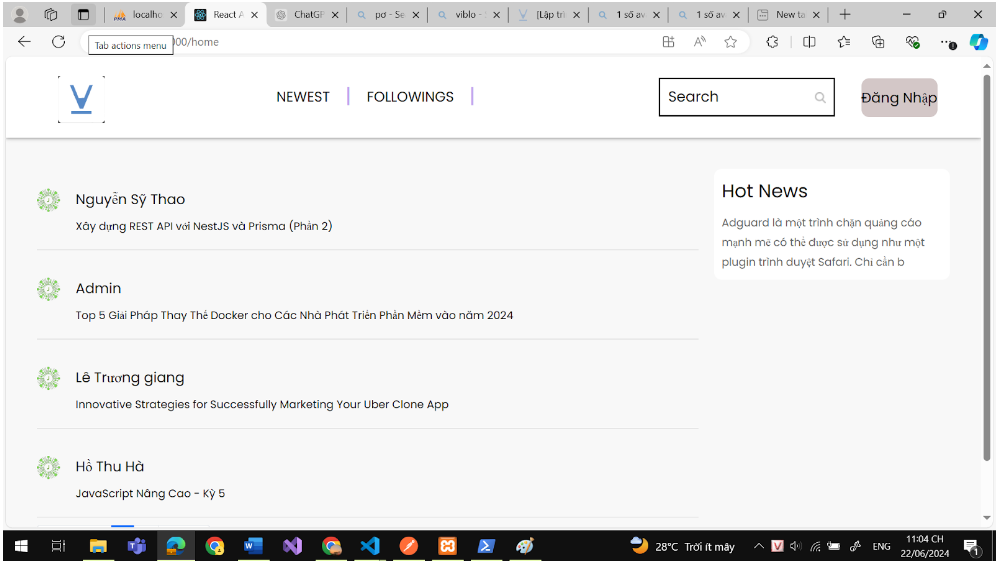 localho
React A
ChatGP
pơ - Se
viblo -
[Lập trì
1 số av
1 số av
New ta
Tab actions menu
00/home
NEWEST
FOLLOWINGS
Search
Đăng Nhập
Nguyễn Sỹ Thao
Xây dựng REST API với NestJS và Prisma (Phần 2)
Admin
Top 5 Giải Pháp Thay Thế Docker cho Các Nhà Phát Triển Phần Mềm vào năm 2024
Lê Trương giang
Innovative Strategies for Successfully Marketing Your Uber Clone App
Hồ Thu Hà
JavaScript Nâng Cao - Kỳ 5
Hot News
Adguard là một trình chặn quảng cáo
mạnh mẽ có thể được sử dụng như một
plugin trình duyệt Safari. Chỉ cần b
28°C Trời ít mây
ENG
11:04 CH
22/06/2024
1